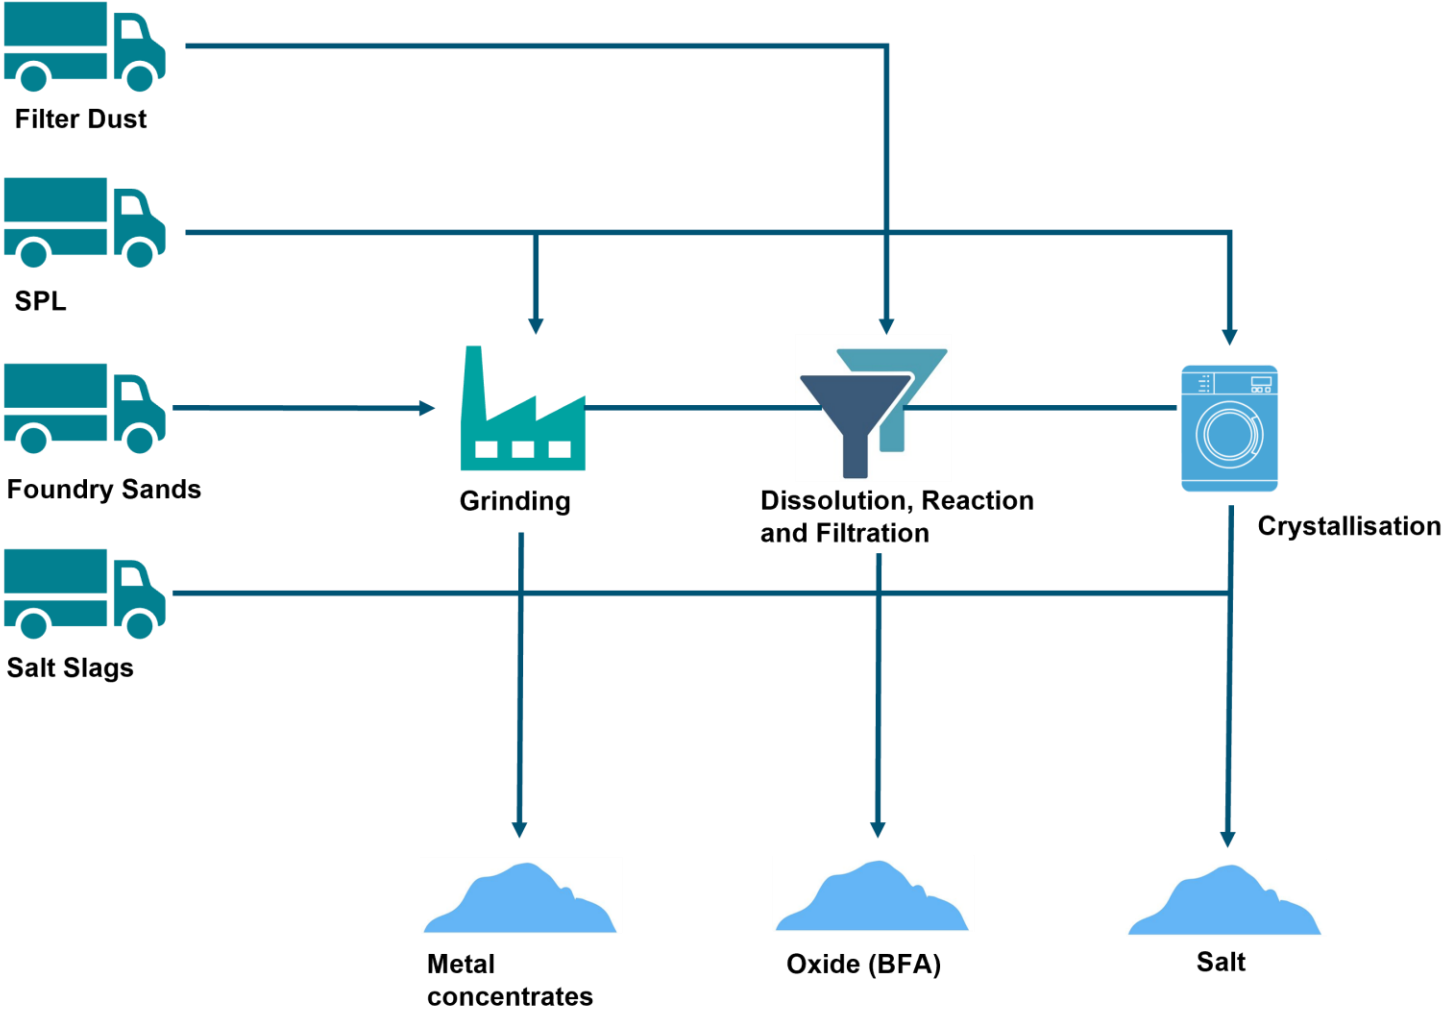 Filter Dust
SPL
Foundry Sands
Grinding
Dissolution, Reaction
and Filtration
Crystallisation
Salt Slags
Metal
concentrates
Oxide (BFA)
Salt